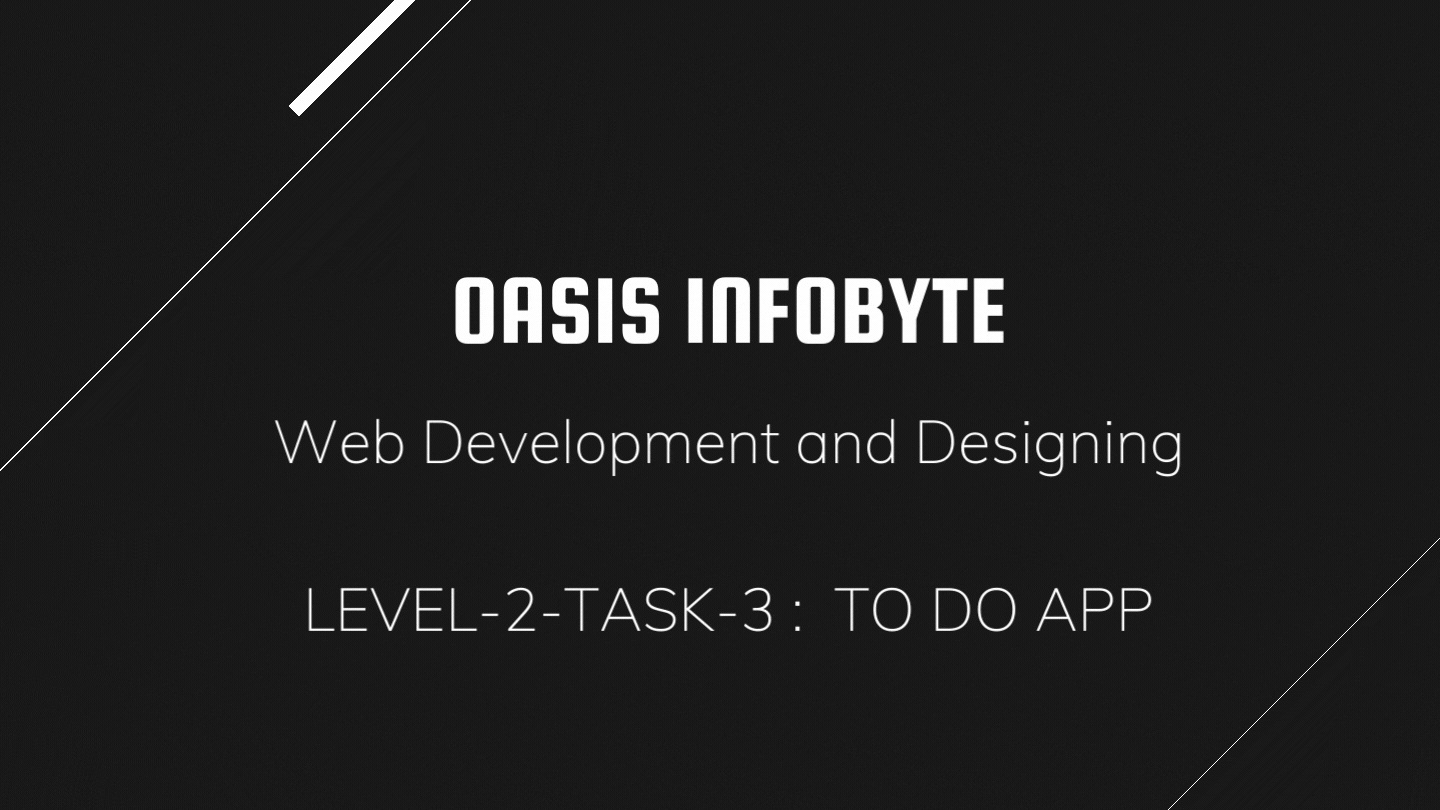 OASIS INFOBYTE
Web Development and Designing
LEVEL-2-TASK-3 : TO DO APP